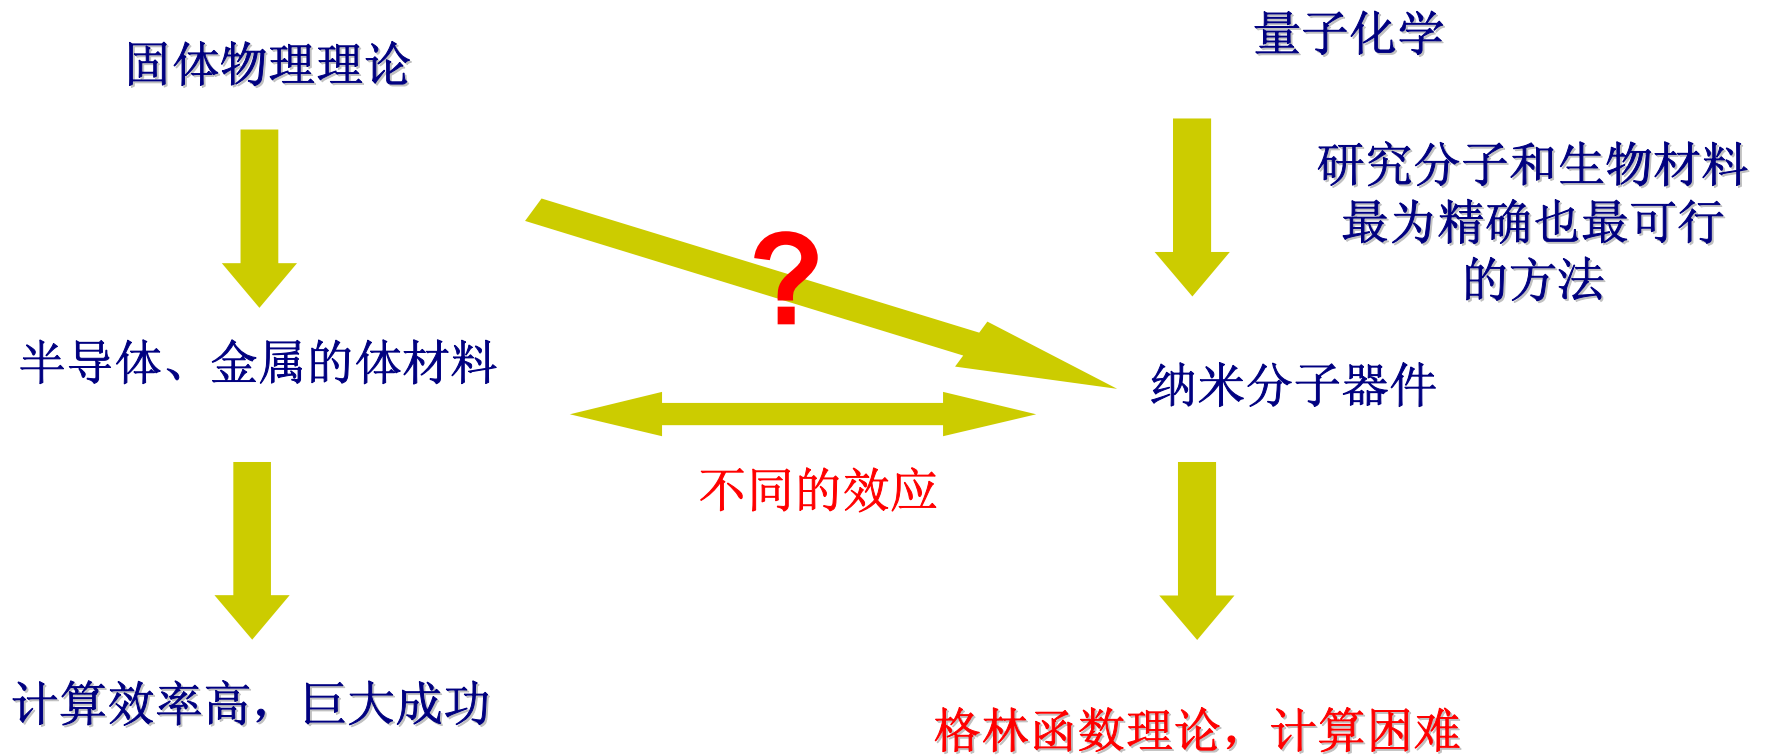 固体物理理论
量子化学
研究分子和生物材料
最为精确也最可行
的方法
?
半导体、金属的体材料
纳米分子器件
不同的效应
计算效率高，巨大成功
格林函数理论，计算困难